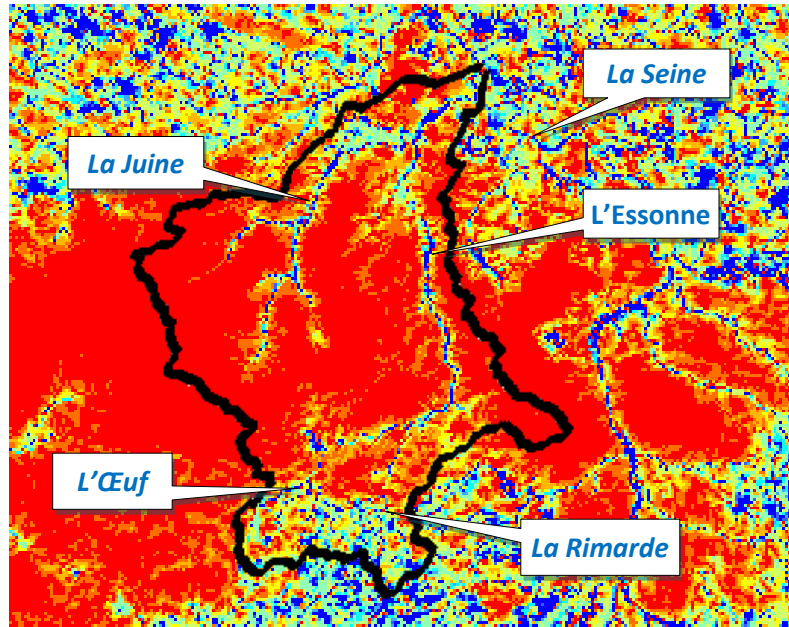 La Seine
La Juine
L’Essonne
L’Œuf
La Rimarde